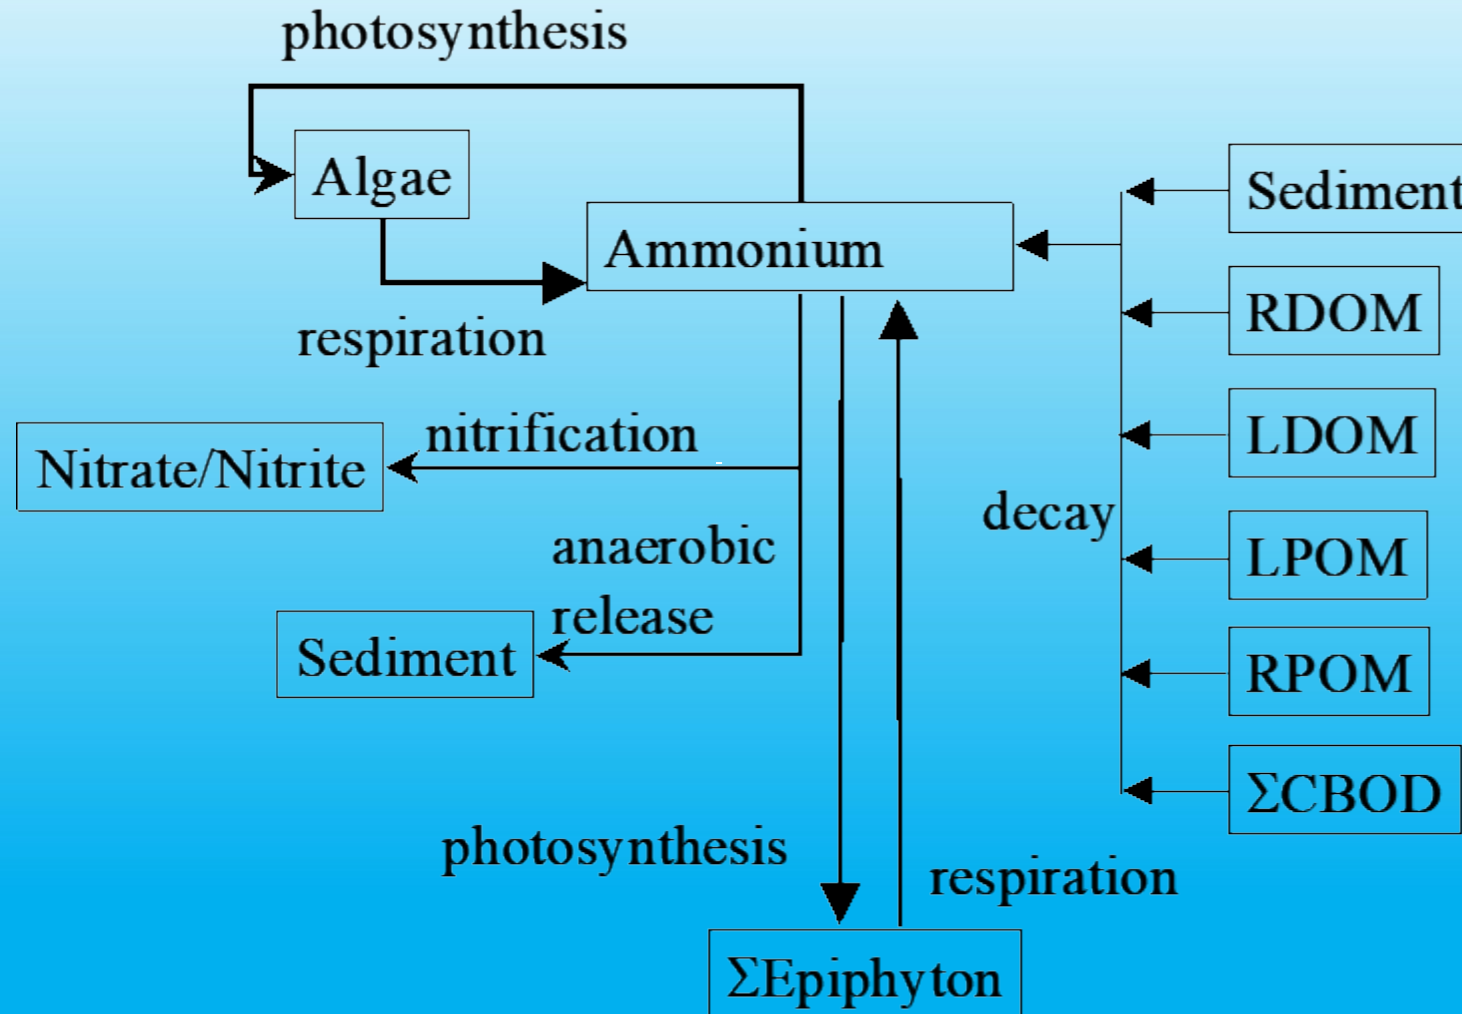 photosynthesis
Algae
Sediment
Ammonium
RDOM
respiration
LDOM
nitrification
Nitrate/Nitrite
decay
anaerobic
release
LPOM
Sediment
RPOM
ΣCBOD
photosynthesis
respiration
ΣEpiphyton